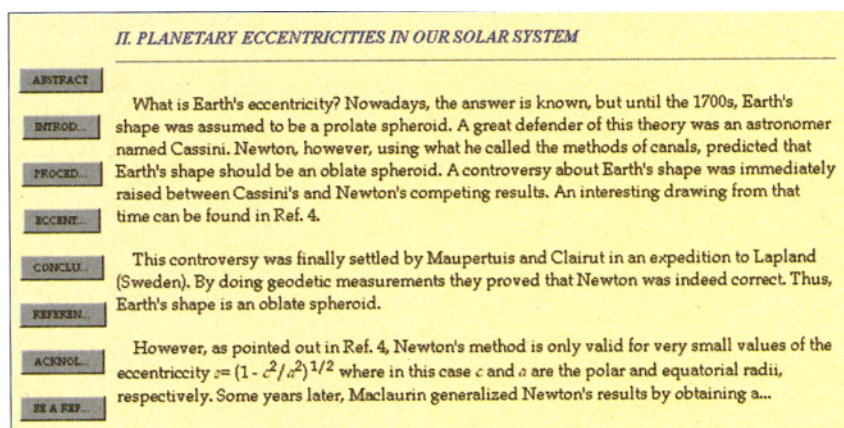 II. PLANETARY ECCENTRICITIES IN OUR SOLAR SYSTEM
ABSTRACT
INTROD...
PROCED...
ECCENT...
CONCLU...
REFEREN...
ACKNOL...
BE A REF...
What is Earth's eccentricity? Nowadays, the answer is known, but until the 1700s, Earth's
shape was assumed to be a prolate spheroid. A great defender of this theory was an astronomer
named Cassini. Newton, however, using what he called the methods of canals, predicted that
Earth's shape should be an oblate spheroid. A controversy about Earth's shape was immediately
raised between Cassini's and Newton's competing results. An interesting drawing from that
time can be found in Ref. 4.
This controversy was finally settled by Maupertuis and Clairut in an expedition to Lapland
(Sweden). By doing geodetic measurements they proved that Newton was indeed correct. Thus,
Earth's shape is an oblate spheroid.
However, as pointed out in Ref. 4, Newton's method is only valid for very small values of the
eccentriccity ε= (1 - c²/a²)^1/2 where in this case c and a are the polar and equatorial radii,
respectively. Some years later, Maclaurin generalized Newton's results by obtaining a...